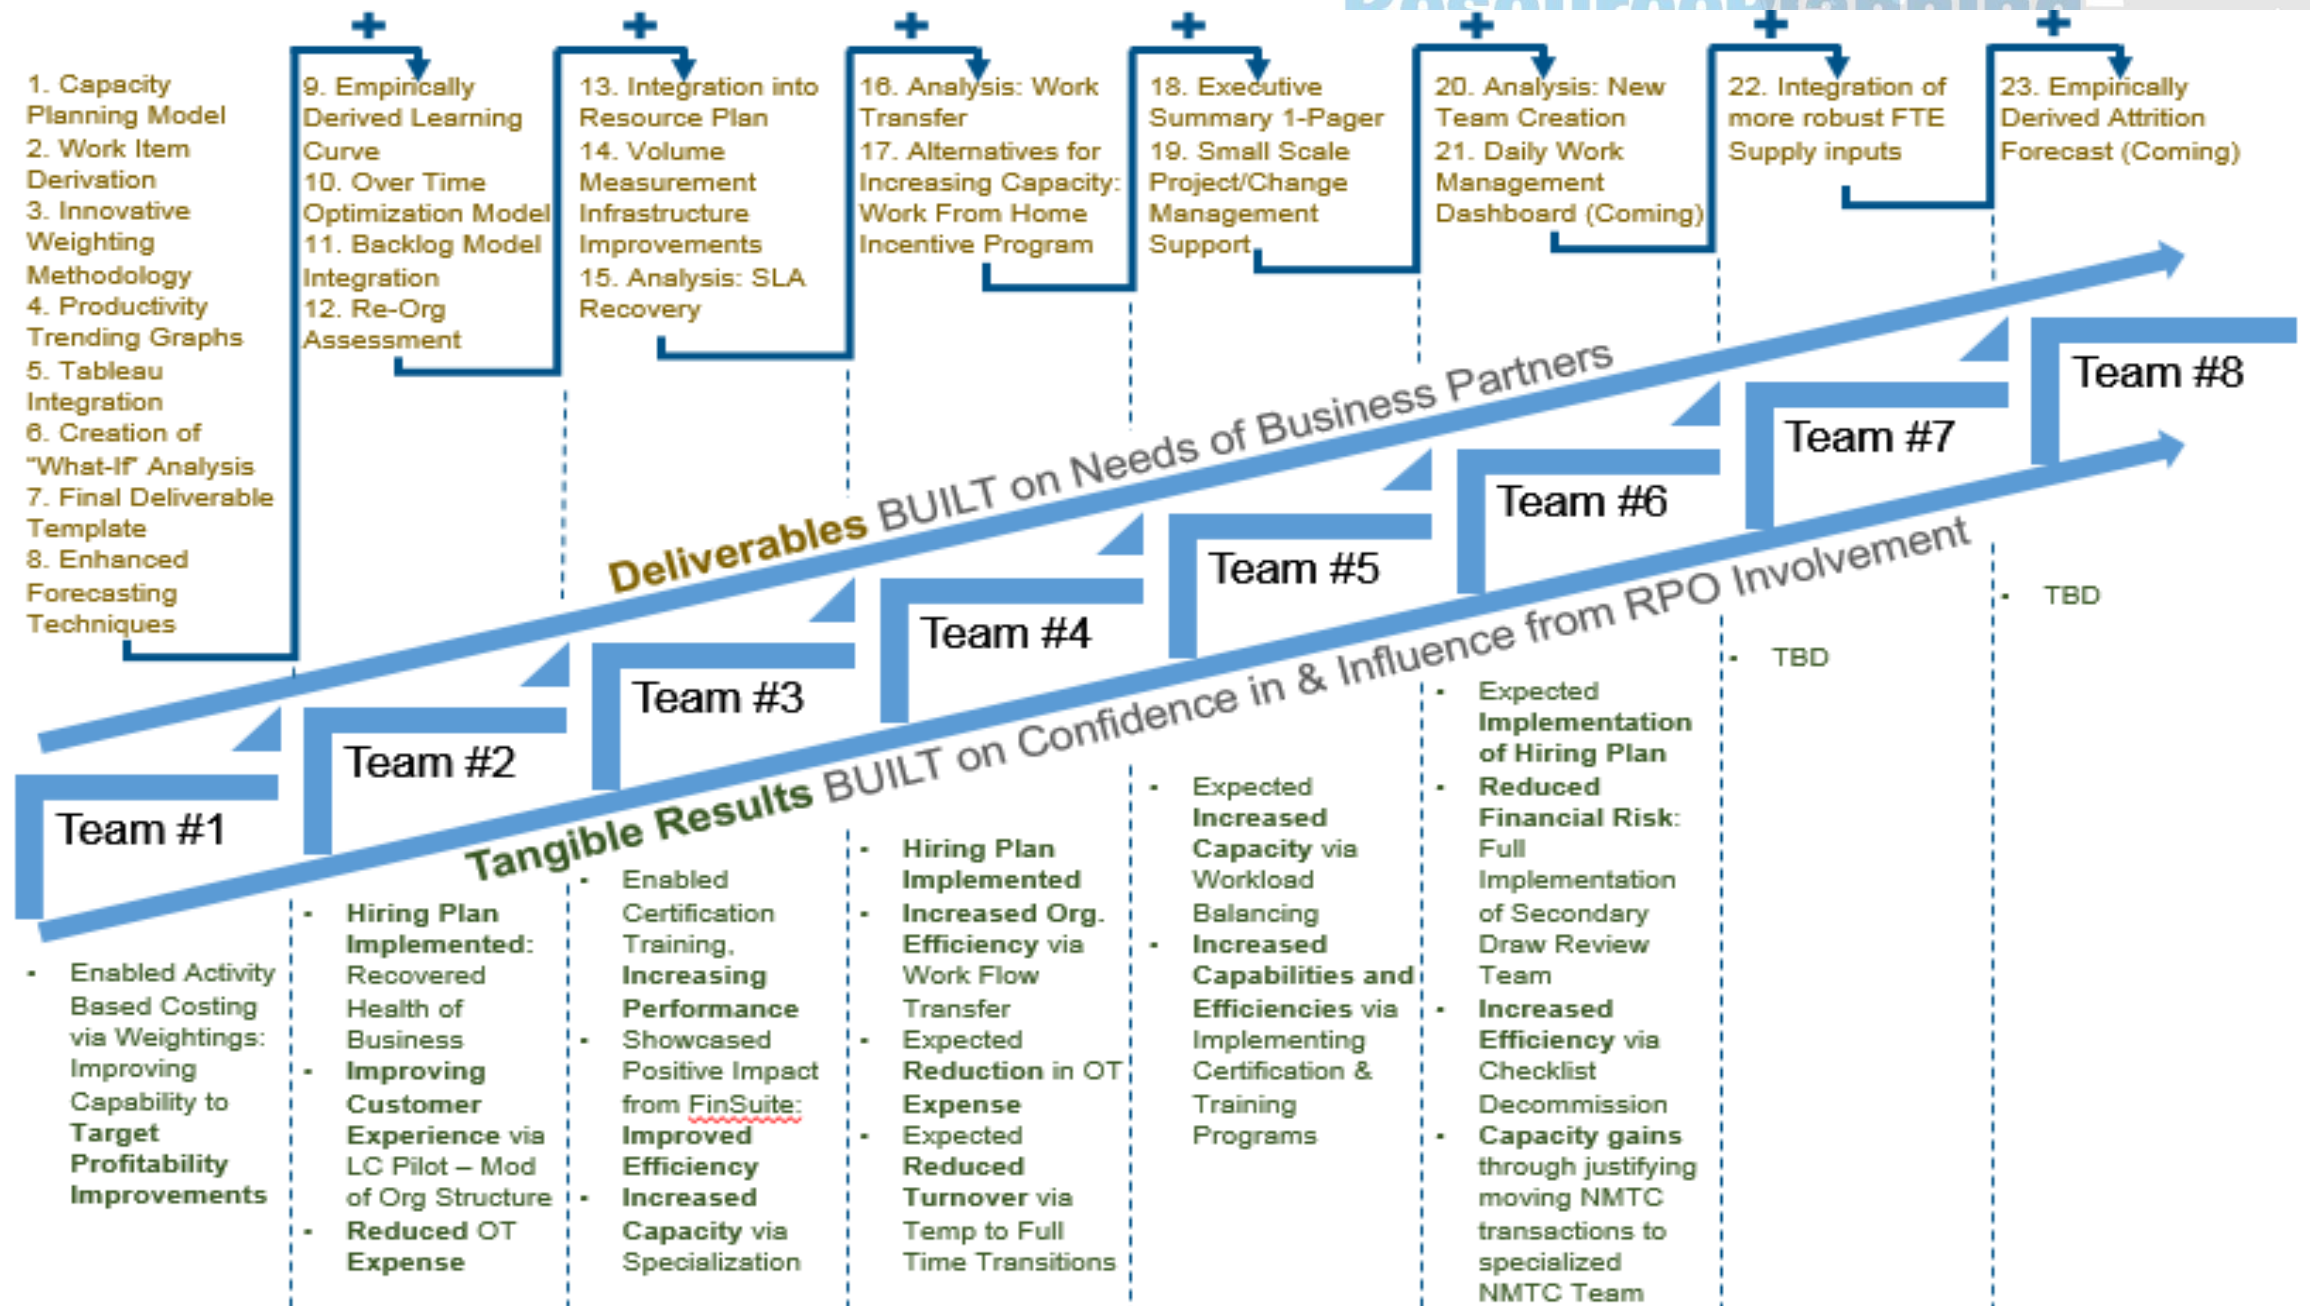 1. Capacity
Planning Model
2. Work Item
Derivation
3. Innovative
Weighting
Methodology
4. Productivity
Trending Graphs
5. Tableau
Integration
6. Creation of
"What-If" Analysis
7. Final Deliverable
Template
8. Enhanced
Forecasting
Techniques
9. Empirically
Derived Learning
Curve
10. Over Time
Optimization Model
11. Backlog Model
Integration
12. Re-Org
Assessment
13. Integration into
Resource Plan
14. Volume
Measurement
Infrastructure
Improvements
15. Analysis: SLA
Recovery
16. Analysis: Work
Transfer
17. Alternatives for
Increasing Capacity:
Work From Home
Incentive Program
18. Executive
Summary 1-Pager
19. Small Scale
Project/Change
Management
Support
20. Analysis: New
Team Creation
21. Daily Work
Management
Dashboard (Coming)
22. Integration of
more robust FTE
Supply inputs
23. Empirically
Derived Attrition
Forecast (Coming)
Deliverables BUILT on Needs of Business Partners
Team #1
Team #2
Team #3
Team #4
Team #5
Team #6
Team #7
Team #8
Tangible Results BUILT on Confidence in & Influence from RPO Involvement
▪ Enabled Activity
Based Costing
via Weightings:
Improving
Capability to
Target
Profitability
Improvements
▪ Hiring Plan
Implemented:
Recovered
Health of
Business
▪ Improving
Customer
Experience via
LC Pilot – Mod
of Org Structure
▪ Reduced OT
Expense
▪ Enabled
Certification
Training,
Increasing
Performance
▪ Showcased
Positive Impact
from FinSuite:
Improved
Efficiency
▪ Increased
Capacity via
Specialization
▪ Hiring Plan
Implemented
▪ Increased Org.
Efficiency via
Work Flow
Transfer
▪ Expected
Reduction in OT
Expense
▪ Expected
Reduced
Turnover via
Temp to Full
Time Transitions
▪ Expected
Increased
Capacity via
Workload
Balancing
▪ Increased
Capabilities and
Efficiencies via
Implementing
Certification &
Training
Programs
▪ Expected
Implementation
of Hiring Plan
▪ Reduced
Financial Risk:
Full
Implementation
of Secondary
Draw Review
Team
▪ Increased
Efficiency via
Checklist
Decommission
▪ Capacity gains
through justifying
moving NMTC
transactions to
specialized
NMTC Team
▪ TBD
▪ TBD